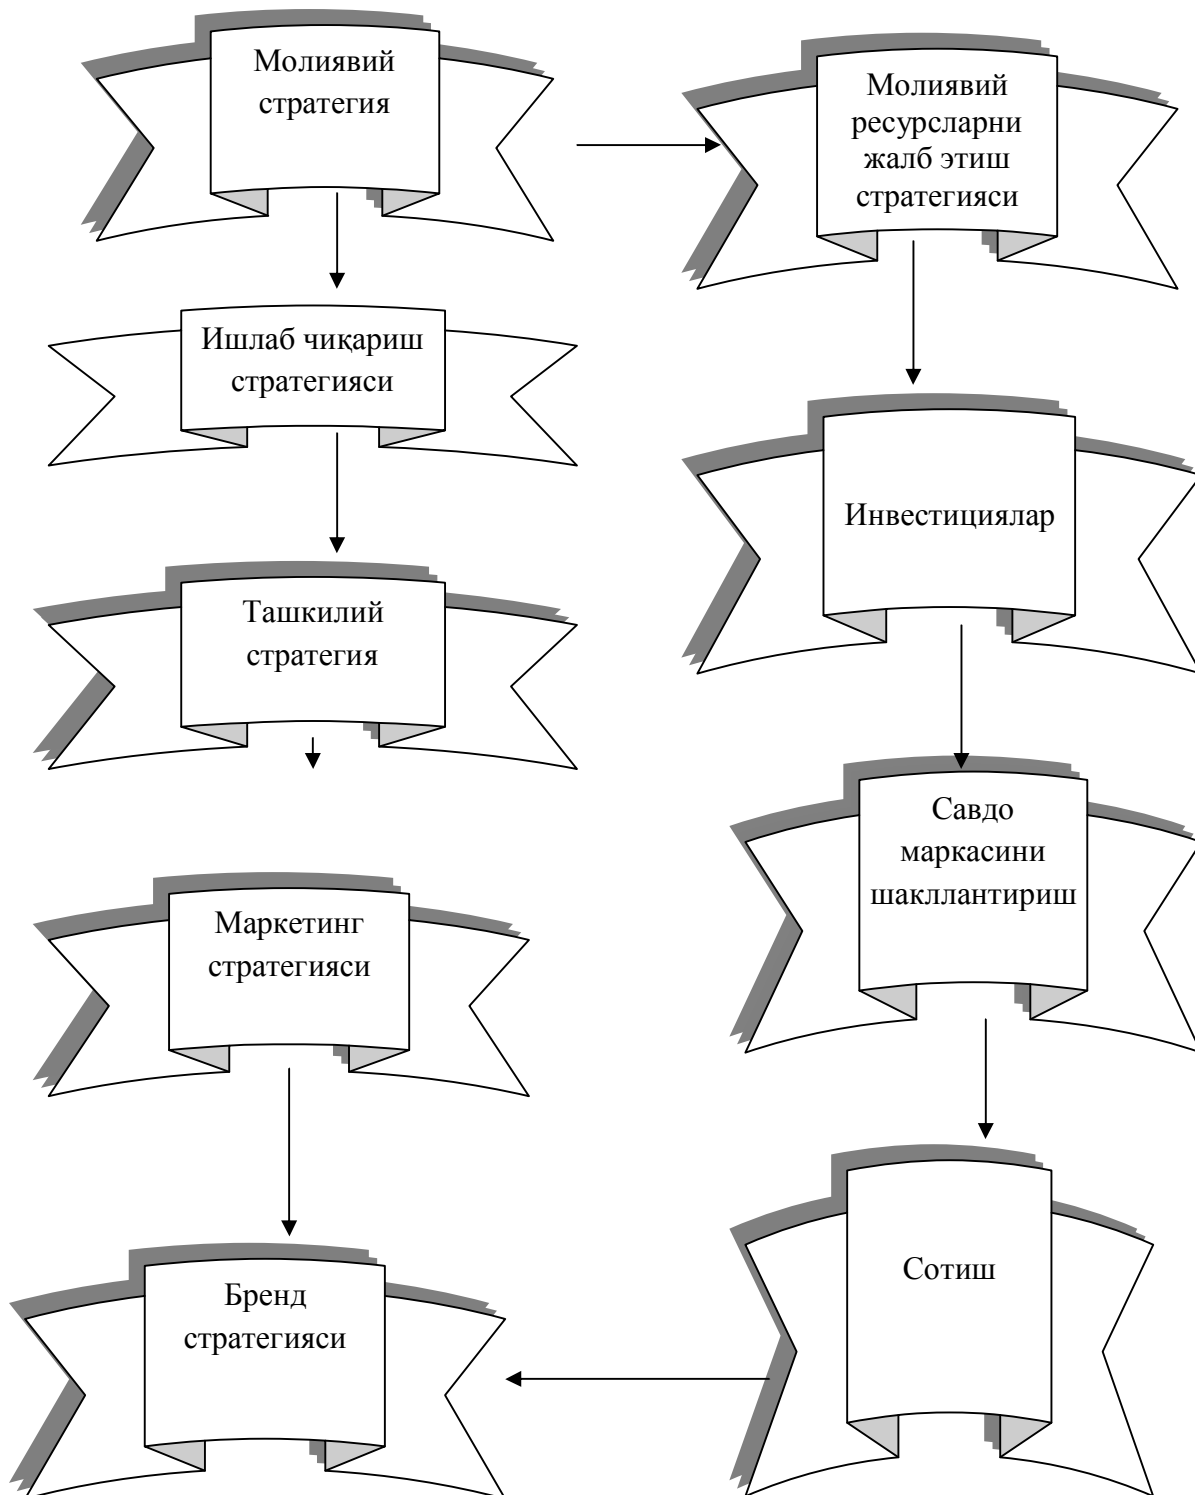 Молиявий
стратегия
Молиявий
ресурсларни
жалб этиш
стратегияси
Ишлаб чиқариш
стратегияси
Инвестициялар
Ташкилий
стратегия
Савдо
маркасини
шакллантириш
Маркетинг
стратегияси
Сотиш
Бренд
стратегияси